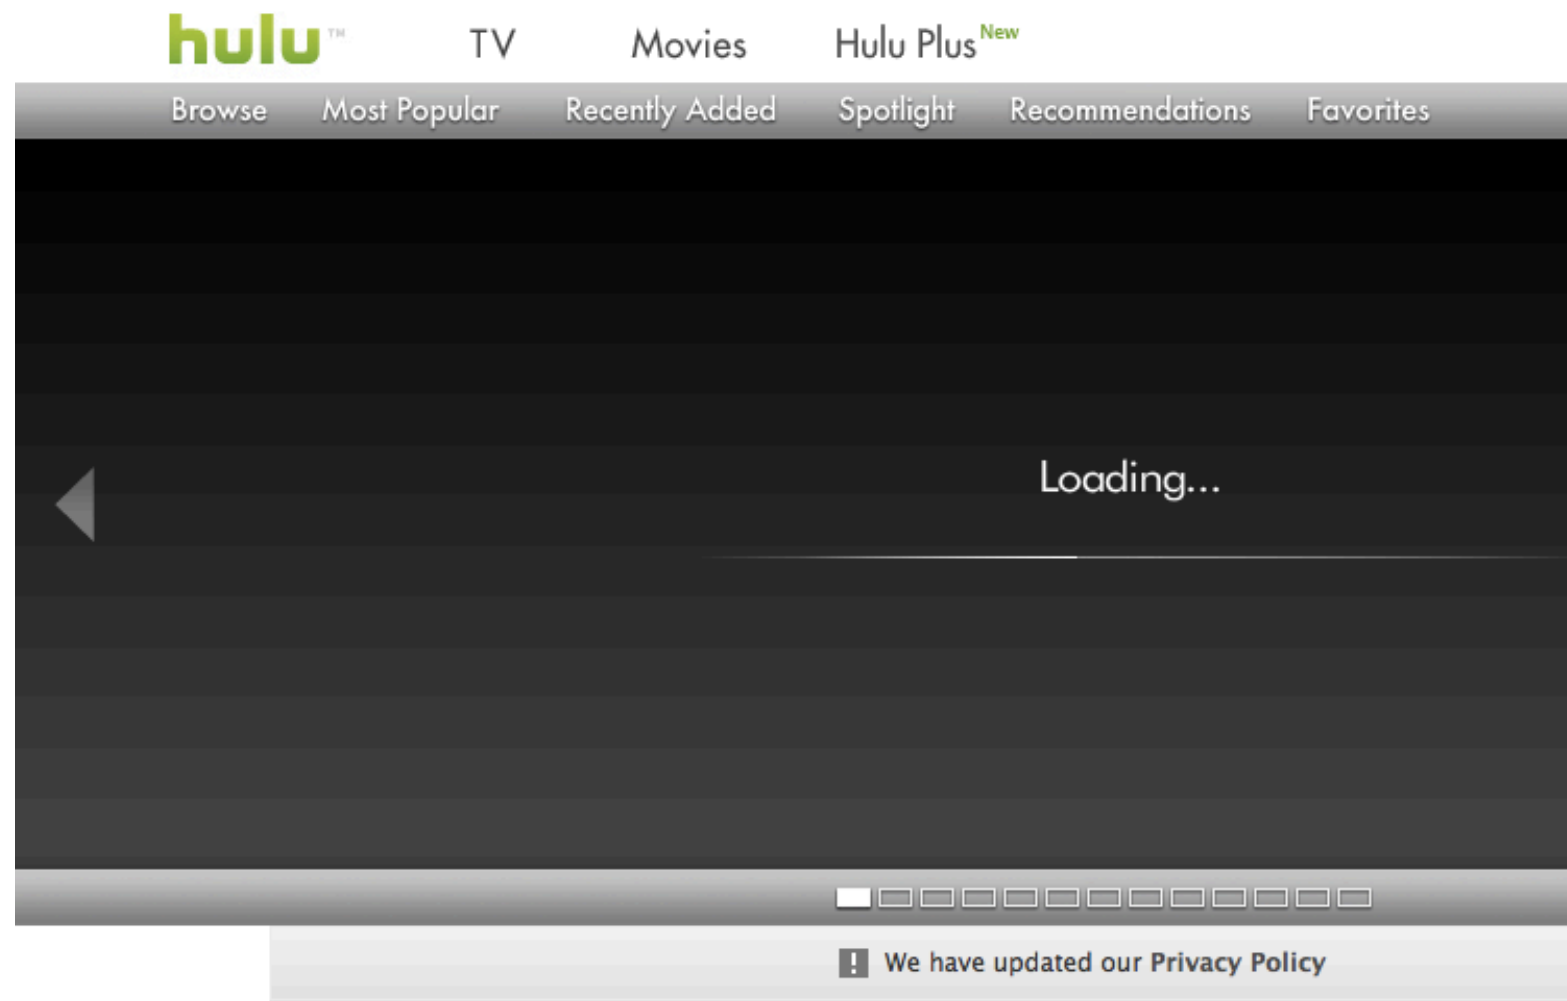 hulu™ TV Movies Hulu Plus New
Browse Most Popular Recently Added Spotlight Recommendations Favorites
Loading...
! We have updated our Privacy Policy